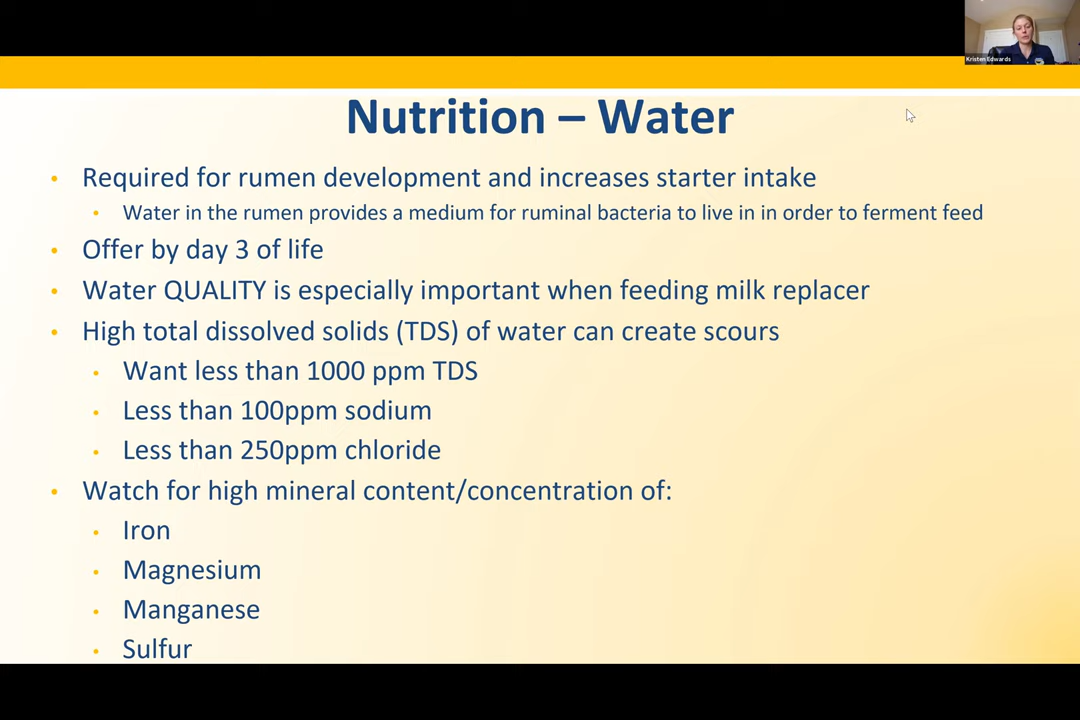 Kristen Edwards
Nutrition – Water
• Required for rumen development and increases starter intake
• Water in the rumen provides a medium for ruminal bacteria to live in in order to ferment feed
• Offer by day 3 of life
• Water QUALITY is especially important when feeding milk replacer
• High total dissolved solids (TDS) of water can create scours
• Want less than 1000 ppm TDS
• Less than 100ppm sodium
• Less than 250ppm chloride
• Watch for high mineral content/concentration of:
• Iron
• Magnesium
• Manganese
• Sulfur